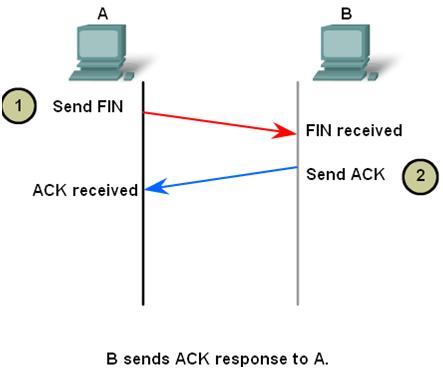 A
B
1
Send FIN
FIN received
Send ACK
2
ACK received
B sends ACK response to A.